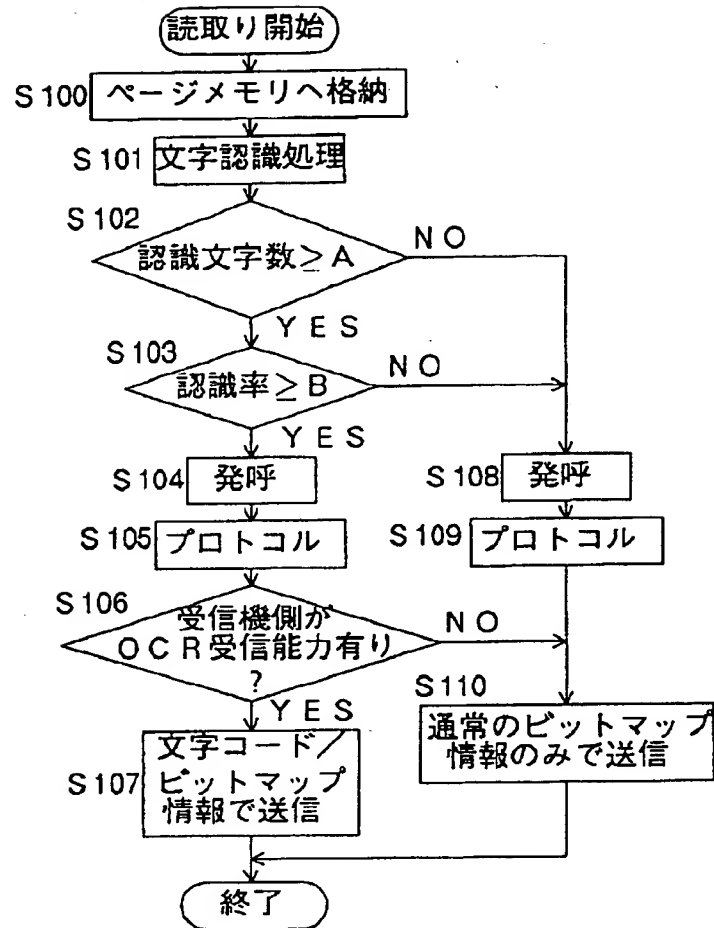 読取り開始
S100 ページメモリへ格納
S101 文字認識処理
S102
認識文字数≧A
NO
YES
S103
認識率≧B
NO
YES
S104 発呼
S108 発呼
S105 プロトコル
S109 プロトコル
S106
受信機側が
OCR受信能力有り
?
NO
YES
S107
文字コード/
ビットマップ
情報で送信
S110
通常のビットマップ
情報のみで送信
終了